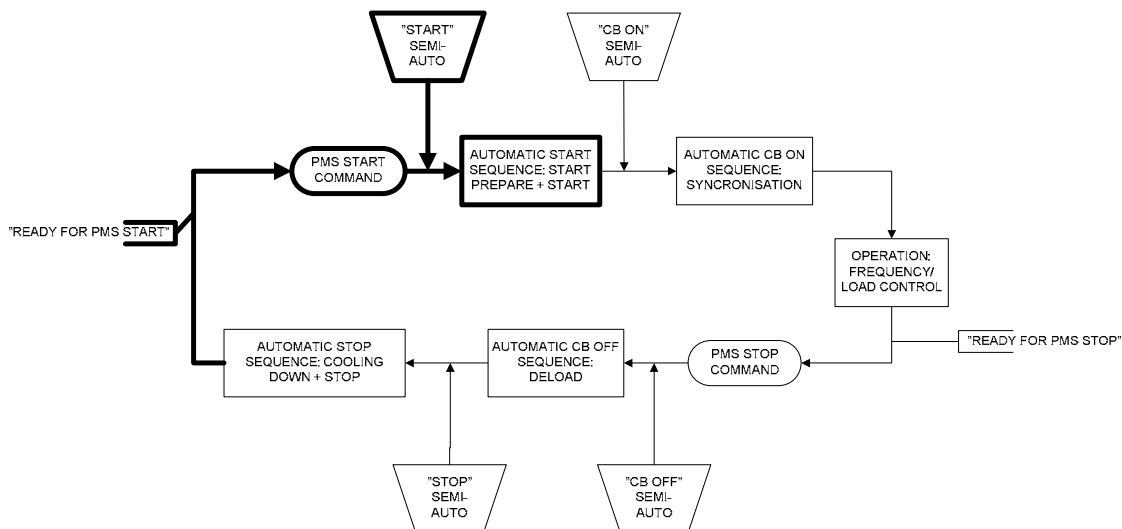 "START"
SEMI-
AUTO
"CB ON"
SEMI-
AUTO
PMS START
COMMAND
AUTOMATIC START
SEQUENCE: START
PREPARE + START
AUTOMATIC CB ON
SEQUENCE:
SYNCRONISATION
"READY FOR PMS START"
OPERATION:
FREQUENCY/
LOAD CONTROL
"READY FOR PMS STOP"
AUTOMATIC STOP
SEQUENCE: COOLING
DOWN + STOP
AUTOMATIC CB OFF
SEQUENCE:
DELOAD
PMS STOP
COMMAND
"STOP"
SEMI-
AUTO
"CB OFF"
SEMI-
AUTO